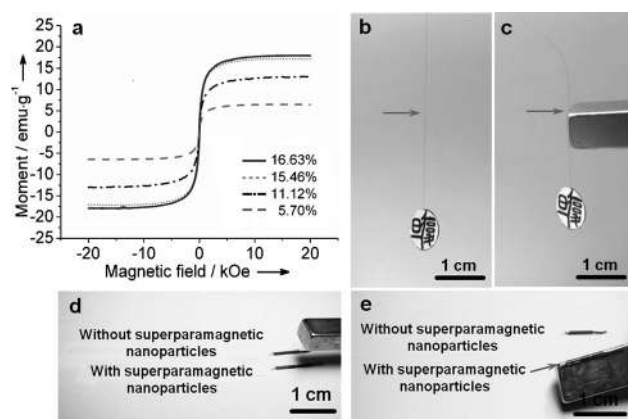 a
Moment / emu·g⁻¹
25
20
15
10
5
0
-5
-10
-15
-20
-25
16.63%
15.46%
11.12%
5.70%
-20
-10
0
10
20
Magnetic field / kOe
b
1 cm
c
1 cm
d
Without superparamagnetic
nanoparticles
With superparamagnetic
nanoparticles
1 cm
e
Without superparamagnetic
nanoparticles
With superparamagnetic
nanoparticles
1 cm